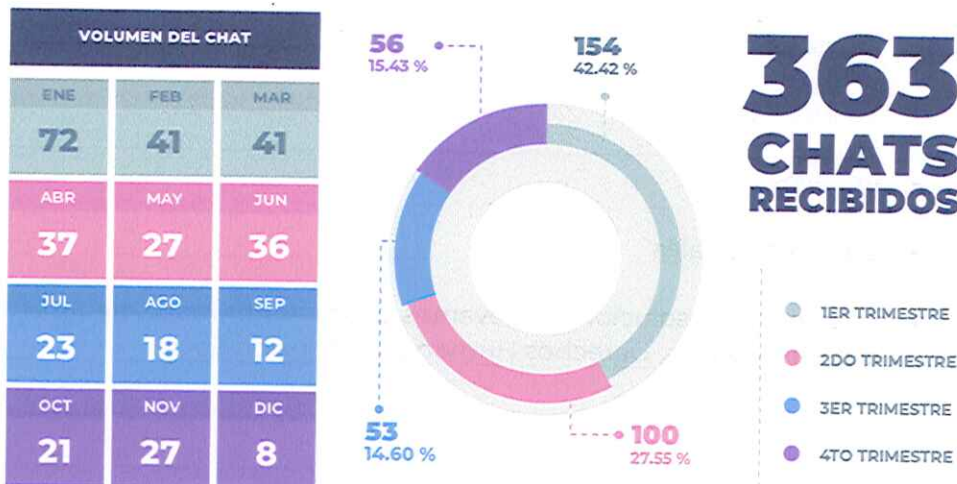 VOLUMEN DEL CHAT
ENE FEB MAR
72 41 41
ABR MAY JUN
37 27 36
JUL AGO SEP
23 18 12
OCT NOV DIC
21 27 8
56
15.43 %
154
42.42 %
53
14.60 %
100
27.55 %
363
CHATS
RECIBIDOS
1ER TRIMESTRE
2DO TRIMESTRE
3ER TRIMESTRE
4TO TRIMESTRE